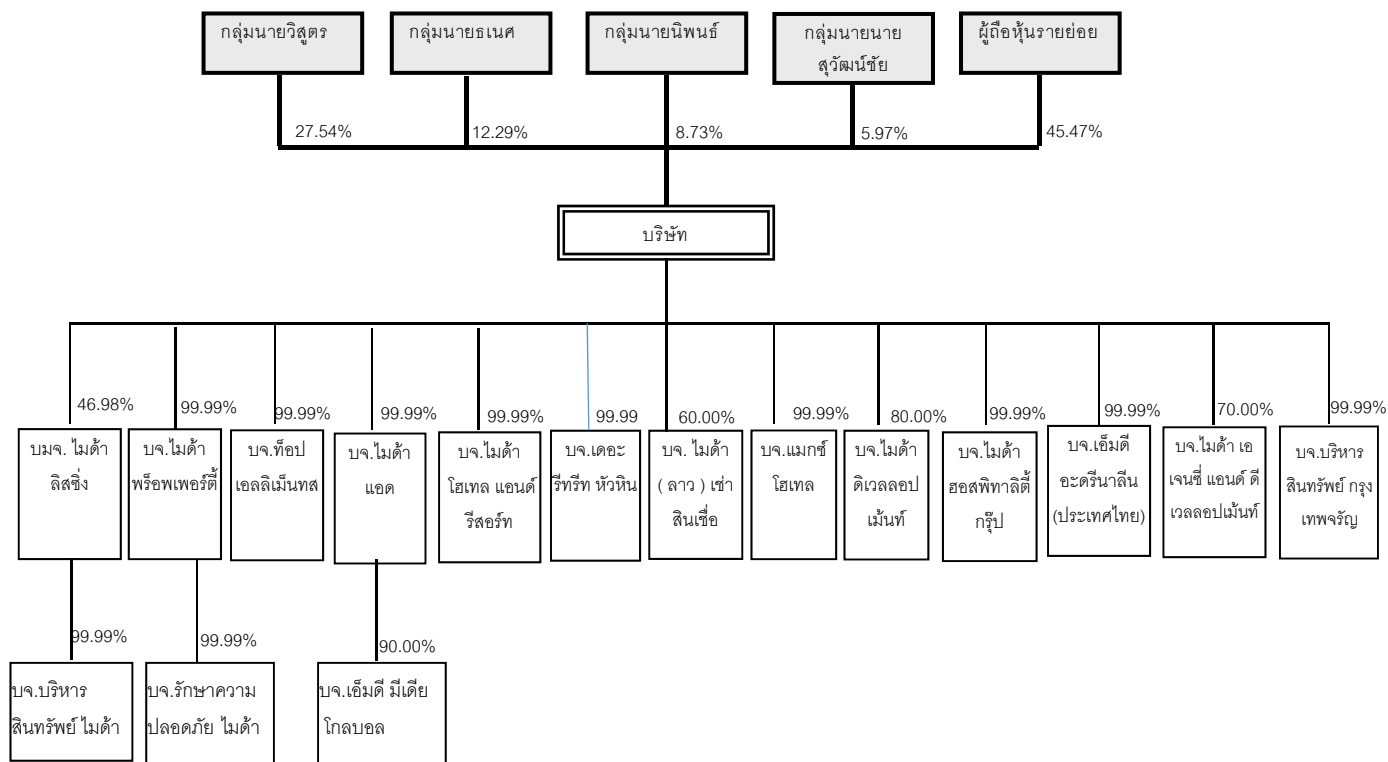 กลุ่มนายวิสูตร
กลุ่มนายธเนศ
กลุ่มนายนิพนธ์
กลุ่มนายนาย
สุวัฒน์ชัย
ผู้ถือหุ้นรายย่อย
27.54%
12.29%
8.73%
5.97%
45.47%
บริษัท
46.98%
99.99%
99.99%
99.99%
99.99%
99.99
60.00%
99.99%
80.00%
99.99%
99.99%
70.00%
99.99%
บมจ. ไมด้า
ลิสซิ่ง
บจ.ไมด้า
พร็อพเพอร์ตี้
บจ.ท็อป
เอลลิเม็นทส
บจ.ไมด้า
แอด
บจ.ไมด้า
โฮเทล แอนด์
รีสอร์ท
บจ.เดอะ
รีทรีท หัวหิน
บจ. ไมด้า
( ลาว ) เช่า
สินเชื่อ
บจ.แมกซ์
โฮเทล
บจ.ไมด้า
ดิเวลลอป
เม้นท์
บจ.ไมด้า
ฮอสพิทาลิตี้
กรุ๊ป
บจ.เอ็มดี
อะดรีนาลีน
(ประเทศไทย)
บจ.ไมด้า เอ
เจนซี่ แอนด์ ดี
เวลลอปเม้นท์
บจ.บริหาร
สินทรัพย์ กรุง
เทพจรัญ
99.99%
99.99%
90.00%
บจ.บริหาร
สินทรัพย์ ไมด้า
บจ.รักษาความ
ปลอดภัย ไมด้า
บจ.เอ็มดี มีเดีย
โกลบอล